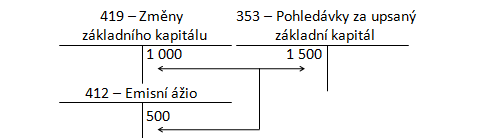 419 – Změny
základního kapitálu
353 – Pohledávky za upsaný
základní kapitál
1 000
1 500
412 – Emisní ážio
500